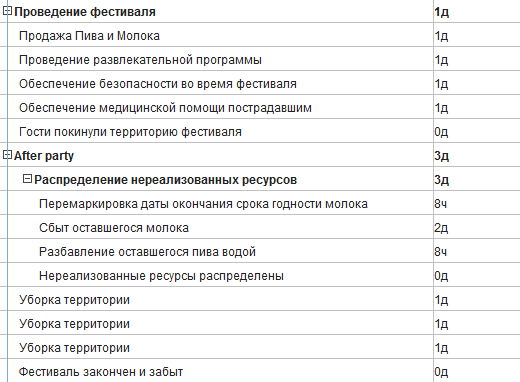 Проведение фестиваля 1д
Продажа Пива и Молока 1д
Проведение развлекательной программы 1д
Обеспечение безопасности во время фестиваля 1д
Обеспечение медицинской помощи пострадавшим 1д
Гости покинули территорию фестиваля 0д
After party 3д
Распределение нереализованных ресурсов 3д
Перемаркировка даты окончания срока годности молока 8ч
Сбыт оставшегося молока 2д
Разбавление оставшегося пива водой 8ч
Нереализованные ресурсы распределены 0д
Уборка территории 1д
Уборка территории 1д
Уборка территории 1д
Фестиваль закончен и забыт 0д